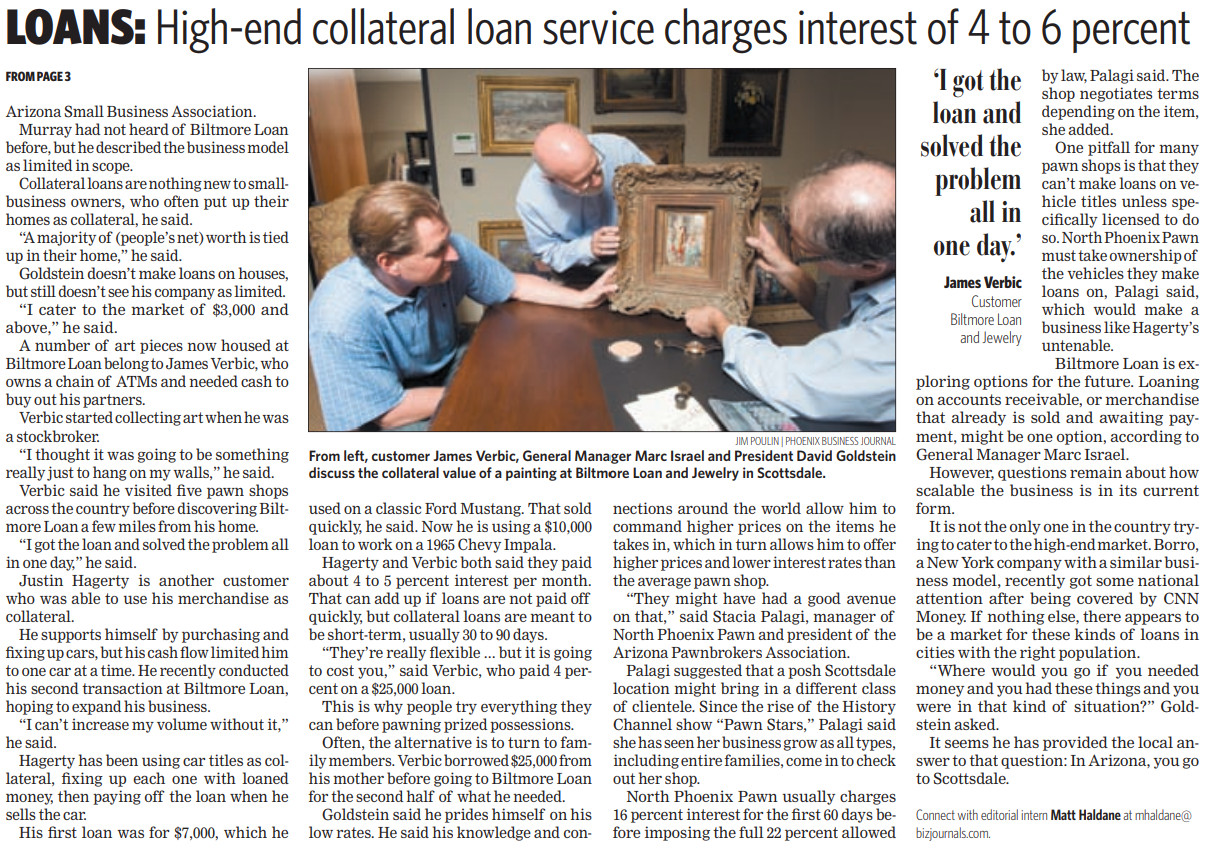 LOANS: High-end collateral loan service charges interest of 4 to 6 percent
FROM PAGE 3
Arizona Small Business Association.
Murray had not heard of Biltmore Loan
before, but he described the business model
as limited in scope.
Collateral loans are nothing new to small-
business owners, who often put up their
homes as collateral, he said.
“A majority of (people’s net) worth is tied
up in their home,” he said.
Goldstein doesn’t make loans on houses,
but still doesn’t see his company as limited.
“I cater to the market of $3,000 and
above,” he said.
A number of art pieces now housed at
Biltmore Loan belong to James Verbic, who
owns a chain of ATMs and needed cash to
buy out his partners.
Verbic started collecting art when he was
a stockbroker.
“I thought it was going to be something
really just to hang on my walls,” he said.
Verbic said he visited five pawn shops
across the country before discovering Bilt-
more Loan a few miles from his home.
“I got the loan and solved the problem all
in one day,” he said.
Justin Hagerty is another customer
who was able to use his merchandise as
collateral.
He supports himself by purchasing and
fixing up cars, but his cash flow limited him
to one car at a time. He recently conducted
his second transaction at Biltmore Loan,
hoping to expand his business.
“I can’t increase my volume without it,”
he said.
Hagerty has been using car titles as col-
lateral, fixing up each one with loaned
money, then paying off the loan when he
sells the car.
His first loan was for $7,000, which he
JIM POULIN | PHOENIX BUSINESS JOURNAL
From left, customer James Verbic, General Manager Marc Israel and President David Goldstein
discuss the collateral value of a painting at Biltmore Loan and Jewelry in Scottsdale.
used on a classic Ford Mustang. That sold
quickly, he said. Now he is using a $10,000
loan to work on a 1965 Chevy Impala.
Hagerty and Verbic both said they paid
about 4 to 5 percent interest per month.
That can add up if loans are not paid off
quickly, but collateral loans are meant to
be short-term, usually 30 to 90 days.
“They’re really flexible ... but it is going
to cost you,” said Verbic, who paid 4 per-
cent on a $25,000 loan.
This is why people try everything they
can before pawning prized possessions.
Often, the alternative is to turn to fam-
ily members. Verbic borrowed $25,000 from
his mother before going to Biltmore Loan
for the second half of what he needed.
Goldstein said he prides himself on his
low rates. He said his knowledge and con-
nections around the world allow him to
command higher prices on the items he
takes in, which in turn allows him to offer
higher prices and lower interest rates than
the average pawn shop.
“They might have had a good avenue
on that,” said Stacia Palagi, manager of
North Phoenix Pawn and president of the
Arizona Pawnbrokers Association.
Palagi suggested that a posh Scottsdale
location might bring in a different class
of clientele. Since the rise of the History
Channel show “Pawn Stars,” Palagi said
she has seen her business grow as all types,
including entire families, come in to check
out her shop.
North Phoenix Pawn usually charges
16 percent interest for the first 60 days be-
fore imposing the full 22 percent allowed
‘I got the
loan and
solved the
problem
all in
one day.’
James Verbic
Customer
Biltmore Loan
and Jewelry
by law, Palagi said. The
shop negotiates terms
depending on the item,
she added.
One pitfall for many
pawn shops is that they
can’t make loans on ve-
hicle titles unless spe-
cifically licensed to do
so. North Phoenix Pawn
must take ownership of
the vehicles they make
loans on, Palagi said,
which would make a
business like Hagerty’s
untenable.
Biltmore Loan is ex-
ploring options for the future. Loaning
on accounts receivable, or merchandise
that already is sold and awaiting pay-
ment, might be one option, according to
General Manager Marc Israel.
However, questions remain about how
scalable the business is in its current
form.
It is not the only one in the country try-
ing to cater to the high-end market. Borro,
a New York company with a similar busi-
ness model, recently got some national
attention after being covered by CNN
Money. If nothing else, there appears to
be a market for these kinds of loans in
cities with the right population.
“Where would you go if you needed
money and you had these things and you
were in that kind of situation?” Gold-
stein asked.
It seems he has provided the local an-
swer to that question: In Arizona, you go
to Scottsdale.
Connect with editorial intern Matt Haldane at mhaldane@
bizjournals.com.